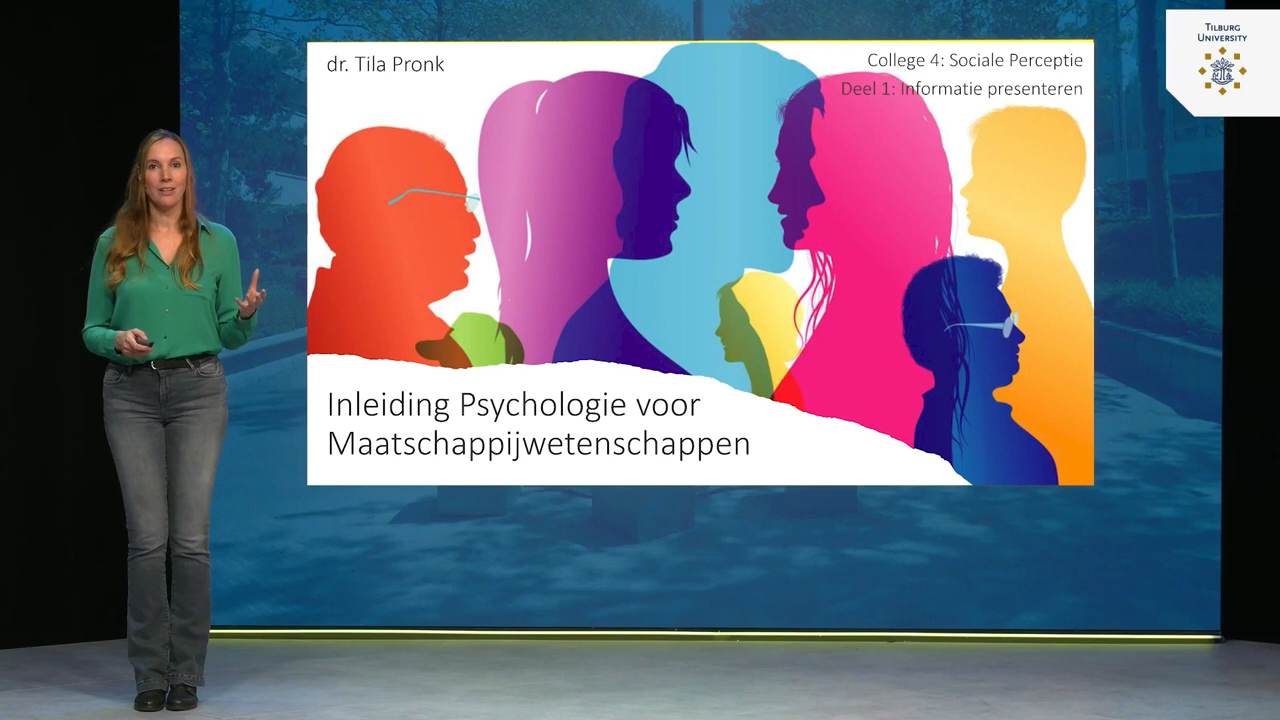 dr. Tila Pronk
College 4: Sociale Perceptie
Deel 1: Informatie presenteren
Inleiding Psychologie voor
Maatschappijwetenschappen
TILBURG
UNIVERSITY